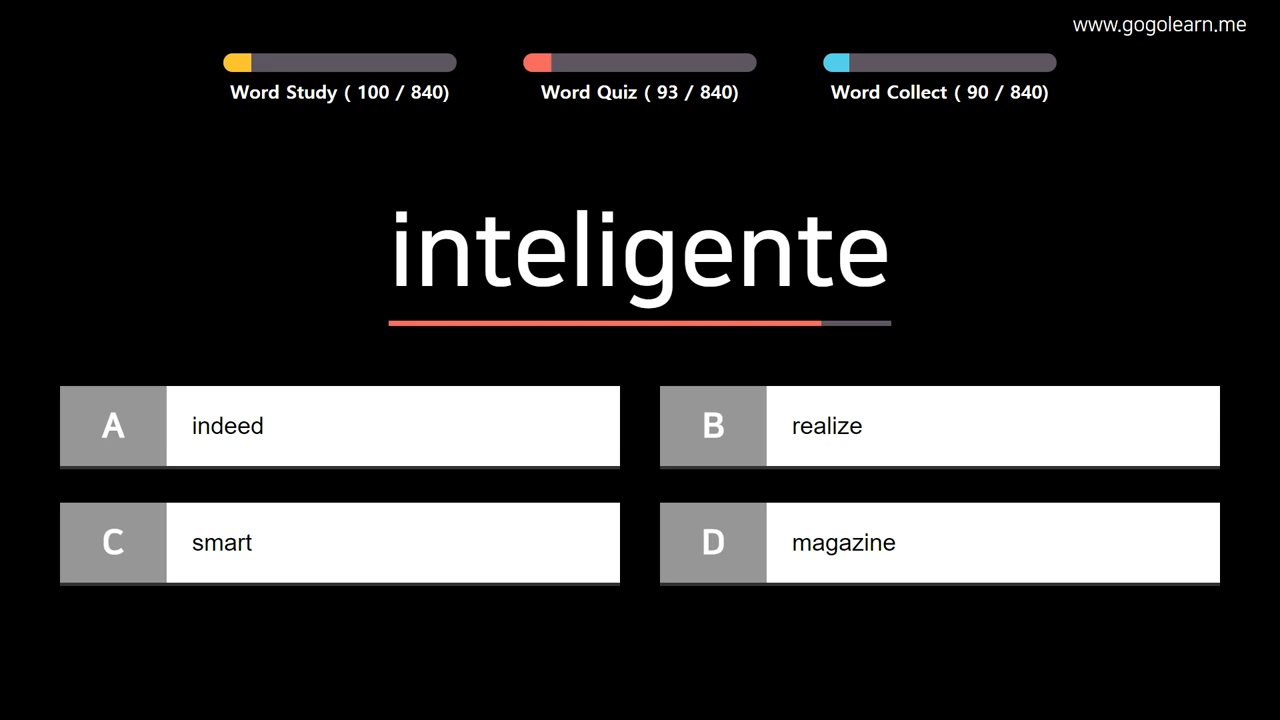 www.gogolearn.me
Word Study ( 100 / 840)
Word Quiz ( 93 / 840)
Word Collect ( 90 / 840)
inteligente
A indeed
B realize
C smart
D magazine